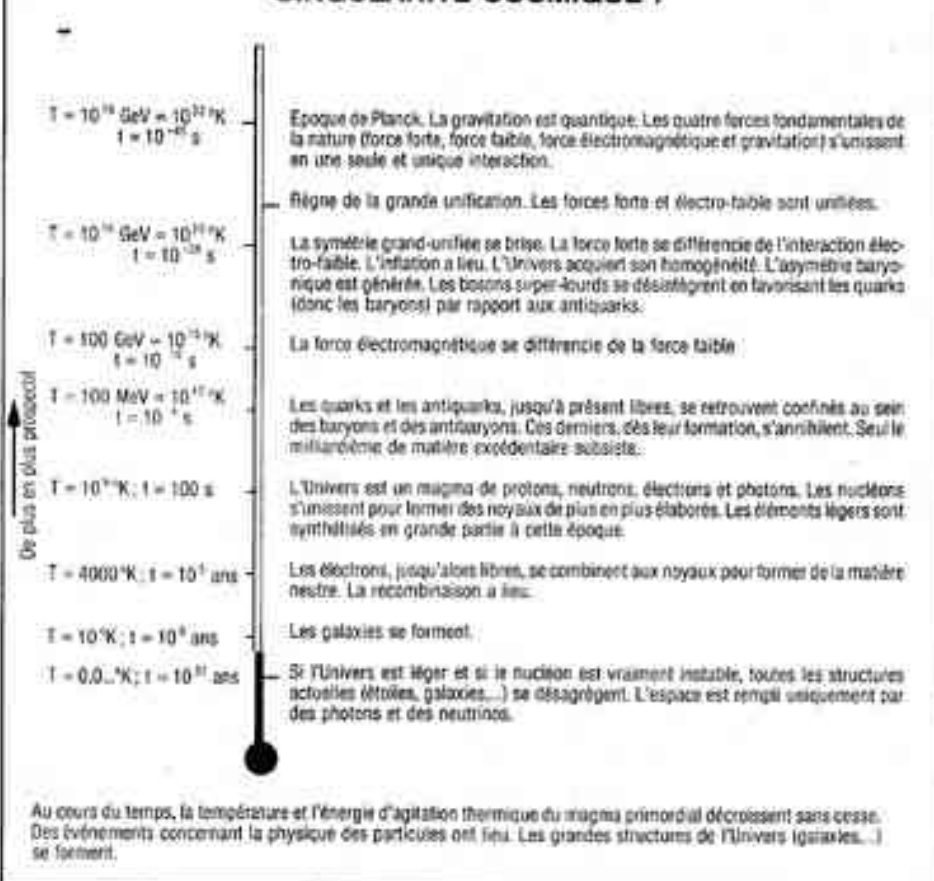 T = 10¹⁹ GeV = 10³² °K
s
Epoque de Planck. La gravitation est quantique. Les quatre forces fondamentales de
la nature (force forte, force faible, force électromagnétique et gravitation) s'unissent
en une seule et unique interaction.
Règne de la grande unification. Les forces forte et électro-faible sont unifiées.
GeV =
s
La symétrie grand-unifiée se brise. La force forte se différencie de l'interaction élec-
tro-faible. L'inflation a lieu. L'Univers acquiert son homogénéité. L'asymétrie baryo-
nique est générée. Les bosons super-lourds se désintègrent en favorisant les quarks
(donc les baryons) par rapport aux antiquarks.
T = 100 GeV =
s
La force électromagnétique se différencie de la force faible
T = 100 MeV =
s
Les quarks et les antiquarks, jusqu'à présent libres, se retrouvent confinés au sein
des baryons et des antibaryons. Ces derniers, dès leur formation, s'annihilent. Seul le
milliardième de matière excédentaire subsiste.
t = 100 s
L'Univers est un magma de protons, neutrons, électrons et photons. Les nucléons
s'unissent pour former des noyaux de plus en plus élaborés. Les éléments légers sont
synthétisés en grande partie à cette époque.
T = 4000 °K ; ans
Les électrons, jusqu'alors libres, se combinent aux noyaux pour former de la matière
neutre. La recombinaison a lieu.
T = 10 °K ; ans
Les galaxies se forment.
T = 0,0...°K ; ans
Si l'Univers est léger et si le nucléon est vraiment instable, toutes les structures
actuelles (étoiles, galaxies...) se désagrègent. L'espace est rempli uniquement par
des photons et des neutrinos.
De plus en plus prospectif
Au cours du temps, la température et l'énergie d'agitation thermique du magma primordial décroissent sans cesse.
Des événements concernant la physique des particules ont lieu. Les grandes structures de l'Univers (galaxies...)
se forment.